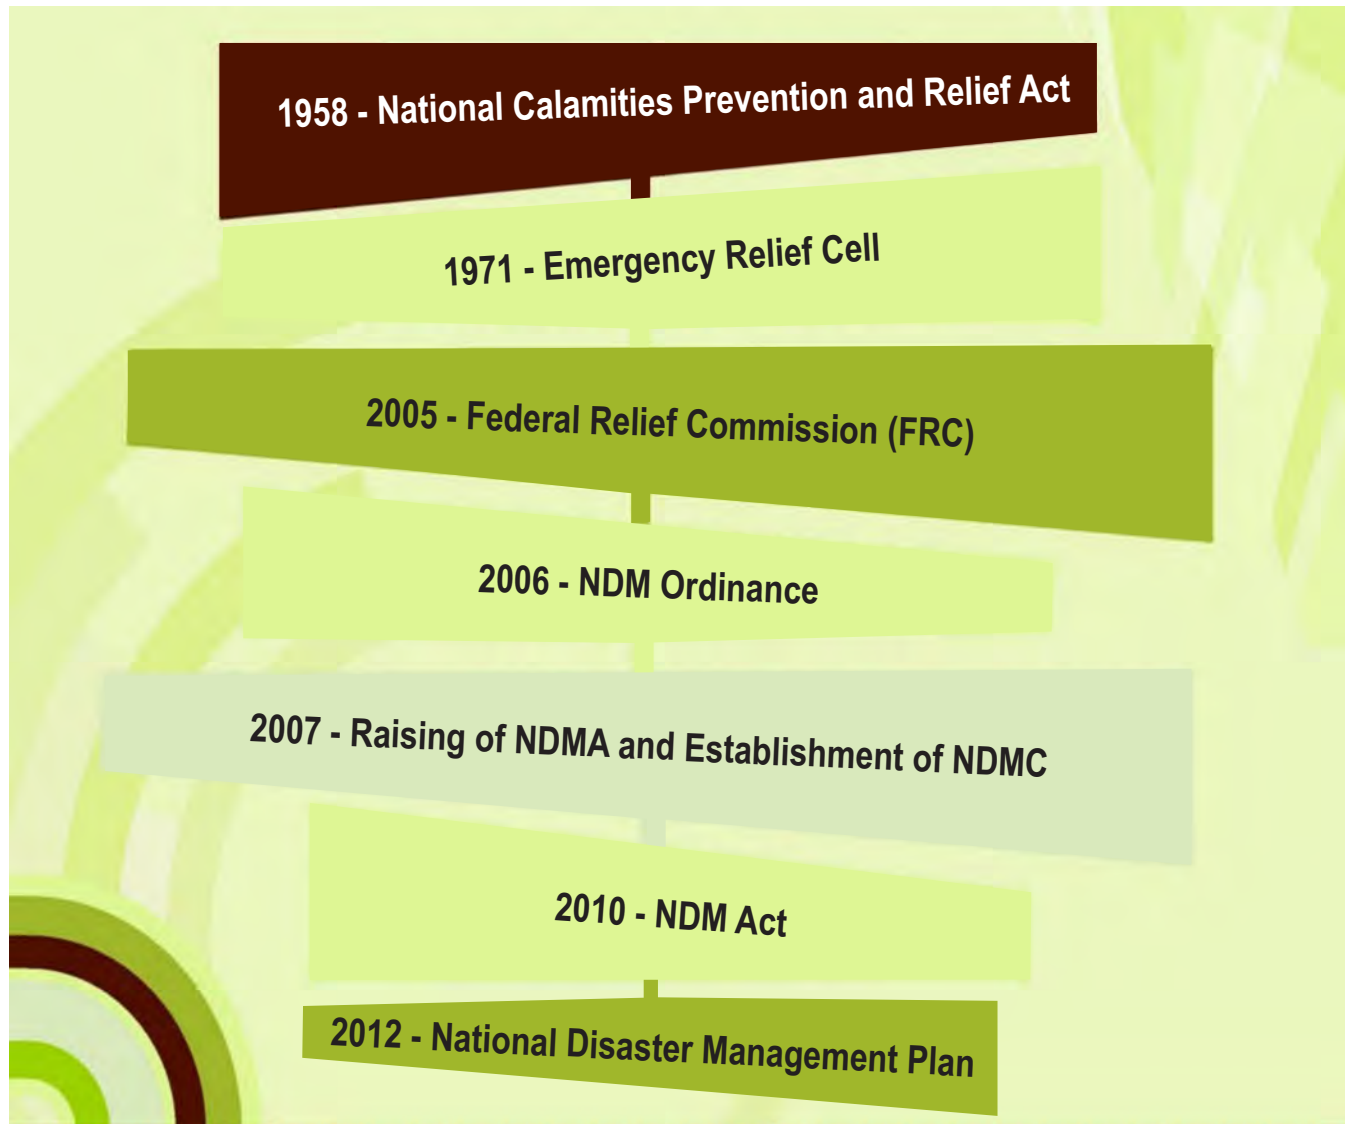 1958 - National Calamities Prevention and Relief Act
1971 - Emergency Relief Cell
2005 - Federal Relief Commission (FRC)
2006 - NDM Ordinance
2007 - Raising of NDMA and Establishment of NDMC
2010 - NDM Act
2012 - National Disaster Management Plan